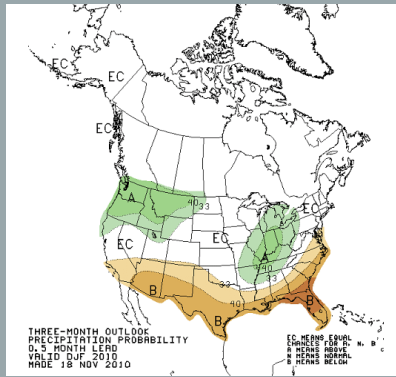 EC
EC
EC
A
40
33
EC
EC
EC
A
40
33
33
40
B
B
B
THREE-MONTH OUTLOOK
PRECIPITATION PROBABILITY
0.5 MONTH LEAD
VALID DJF 2010
MADE 18 NOV 2010
EC MEANS EQUAL
CHANCES FOR A, N, B
A MEANS ABOVE
N MEANS NORMAL
B MEANS BELOW